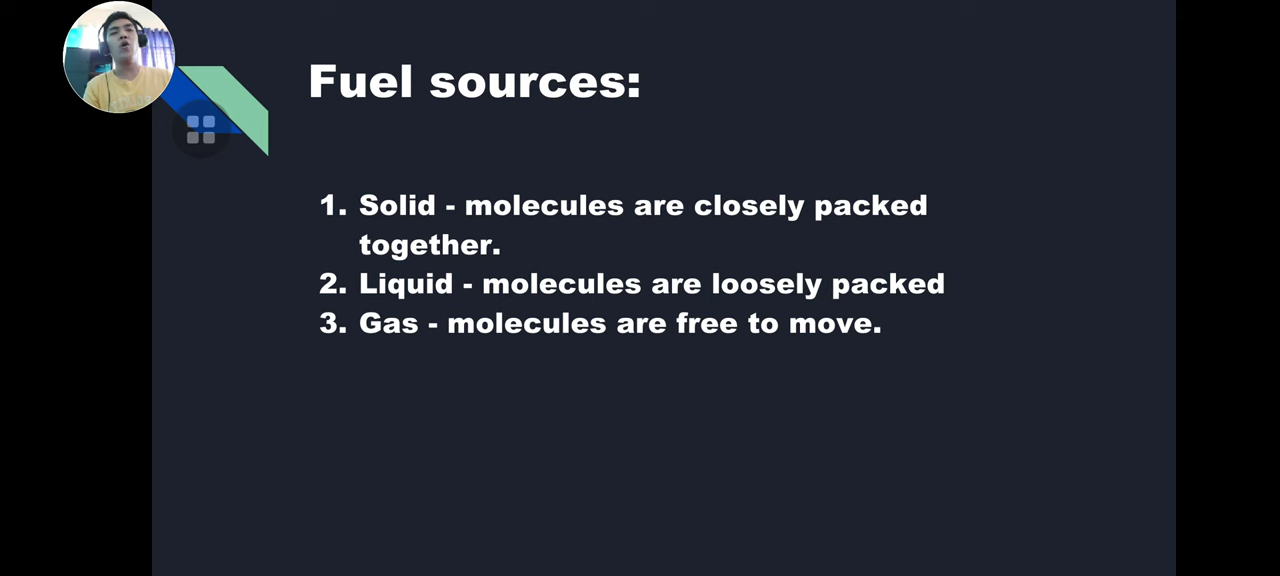 Fuel sources:
1. Solid - molecules are closely packed
together.
2. Liquid - molecules are loosely packed
3. Gas - molecules are free to move.